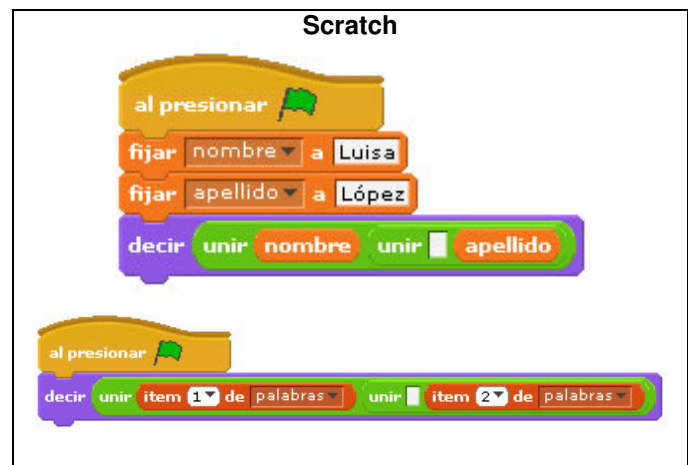 Scratch
al presionar
fijar nombre a Luisa
fijar apellido a López
decir unir nombre unir apellido
al presionar
decir unir item 1 de palabras unir item 2 de palabras